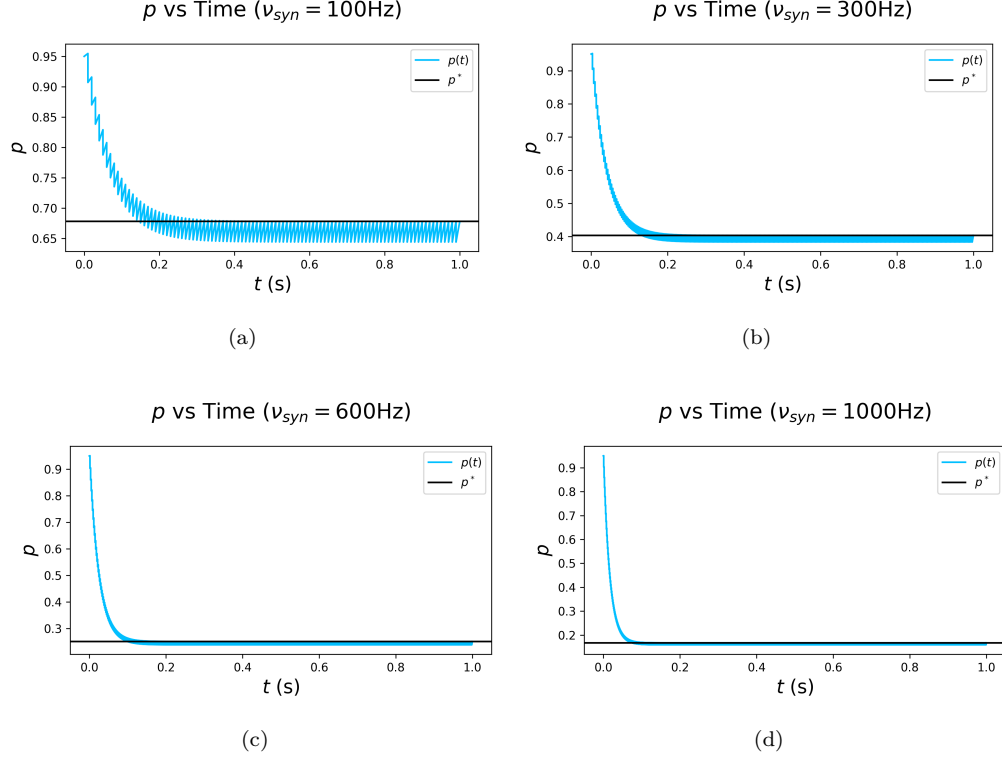 p vs Time (ν_syn = 100Hz)
p(t)
p*
0.95
0.90
0.85
0.80
0.75
0.70
0.65
p
0.0 0.2 0.4 0.6 0.8 1.0
t (s)
(a)
p vs Time (ν_syn = 300Hz)
p(t)
p*
0.9
0.8
0.7
0.6
0.5
0.4
p
0.0 0.2 0.4 0.6 0.8 1.0
t (s)
(b)
p vs Time (ν_syn = 600Hz)
p(t)
p*
0.9
0.8
0.7
0.6
0.5
0.4
0.3
p
0.0 0.2 0.4 0.6 0.8 1.0
t (s)
(c)
p vs Time (ν_syn = 1000Hz)
p(t)
p*
0.9
0.8
0.7
0.6
0.5
0.4
0.3
0.2
p
0.0 0.2 0.4 0.6 0.8 1.0
t (s)
(d)